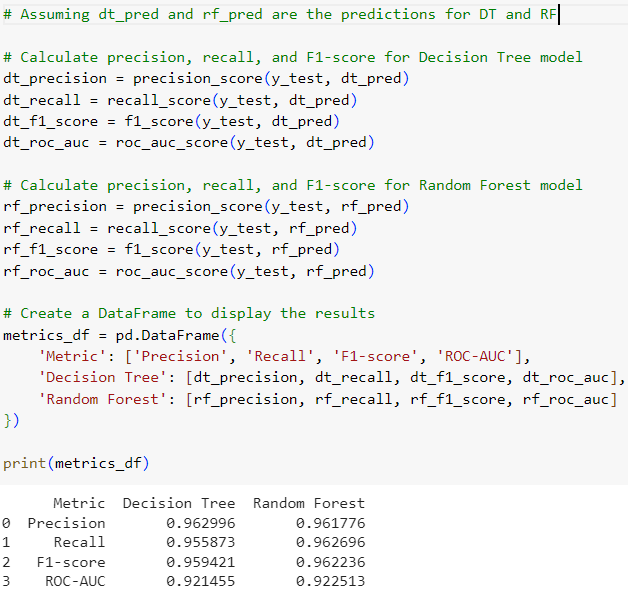 # Assuming dt_pred and rf_pred are the predictions for DT and RF
# Calculate precision, recall, and F1-score for Decision Tree model
dt_precision = precision_score(y_test, dt_pred)
dt_recall = recall_score(y_test, dt_pred)
dt_f1_score = f1_score(y_test, dt_pred)
dt_roc_auc = roc_auc_score(y_test, dt_pred)
# Calculate precision, recall, and F1-score for Random Forest model
rf_precision = precision_score(y_test, rf_pred)
rf_recall = recall_score(y_test, rf_pred)
rf_f1_score = f1_score(y_test, rf_pred)
rf_roc_auc = roc_auc_score(y_test, rf_pred)
# Create a DataFrame to display the results
metrics_df = pd.DataFrame({
    'Metric': ['Precision', 'Recall', 'F1-score', 'ROC-AUC'],
    'Decision Tree': [dt_precision, dt_recall, dt_f1_score, dt_roc_auc],
    'Random Forest': [rf_precision, rf_recall, rf_f1_score, rf_roc_auc]
})
print(metrics_df)
      Metric  Decision Tree  Random Forest
0  Precision       0.962996       0.961776
1     Recall       0.955873       0.962696
2   F1-score       0.959421       0.962236
3    ROC-AUC       0.921455       0.922513